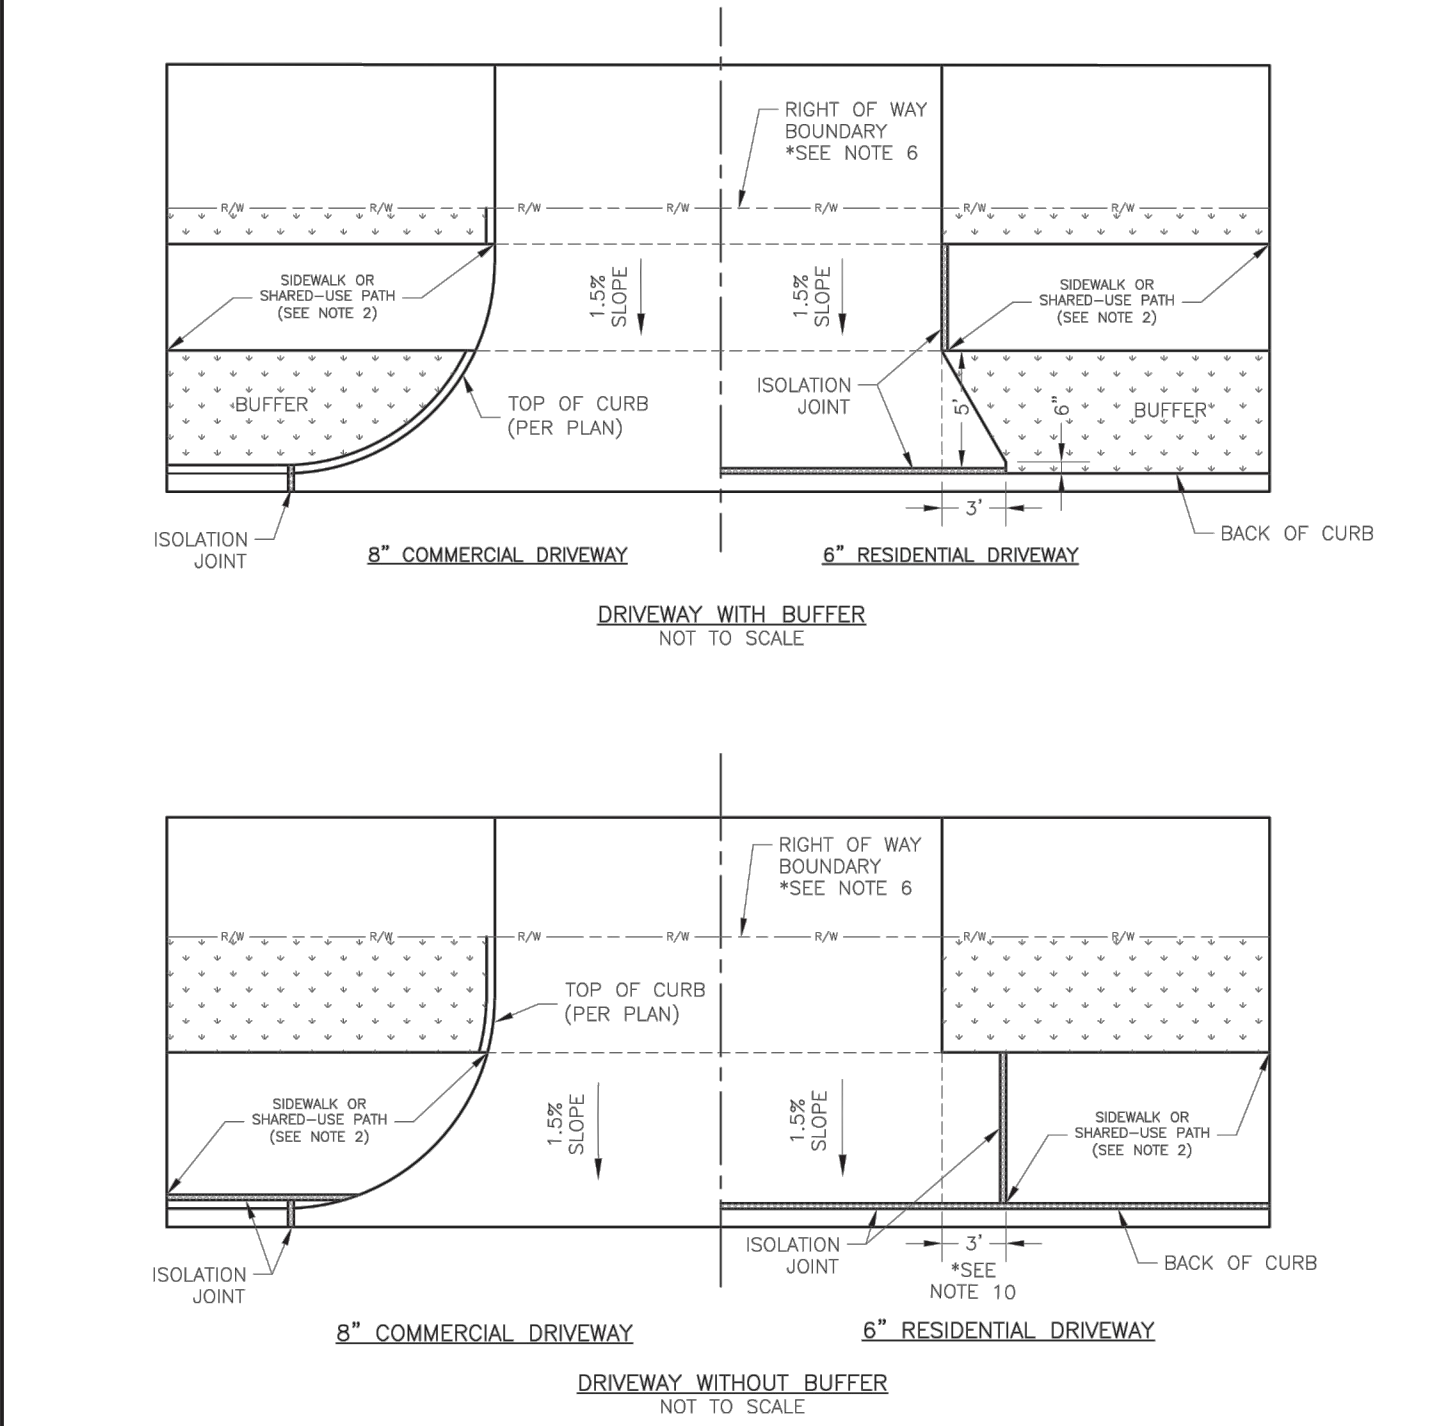 RIGHT OF WAY
BOUNDARY
*SEE NOTE 6
R/W R/W R/W R/W R/W R/W R/W
SIDEWALK OR
SHARED-USE PATH
(SEE NOTE 2)
1.5%
SLOPE
1.5%
SLOPE
SIDEWALK OR
SHARED-USE PATH
(SEE NOTE 2)
BUFFER
TOP OF CURB
(PER PLAN)
ISOLATION
JOINT
5'
6"
BUFFER
3'
ISOLATION
JOINT
BACK OF CURB
8" COMMERCIAL DRIVEWAY
6" RESIDENTIAL DRIVEWAY
DRIVEWAY WITH BUFFER
NOT TO SCALE
RIGHT OF WAY
BOUNDARY
*SEE NOTE 6
R/W R/W R/W R/W R/W R/W R/W
TOP OF CURB
(PER PLAN)
SIDEWALK OR
SHARED-USE PATH
(SEE NOTE 2)
1.5%
SLOPE
1.5%
SLOPE
SIDEWALK OR
SHARED-USE PATH
(SEE NOTE 2)
ISOLATION
JOINT
ISOLATION
JOINT
3'
*SEE
NOTE 10
BACK OF CURB
8" COMMERCIAL DRIVEWAY
6" RESIDENTIAL DRIVEWAY
DRIVEWAY WITHOUT BUFFER
NOT TO SCALE